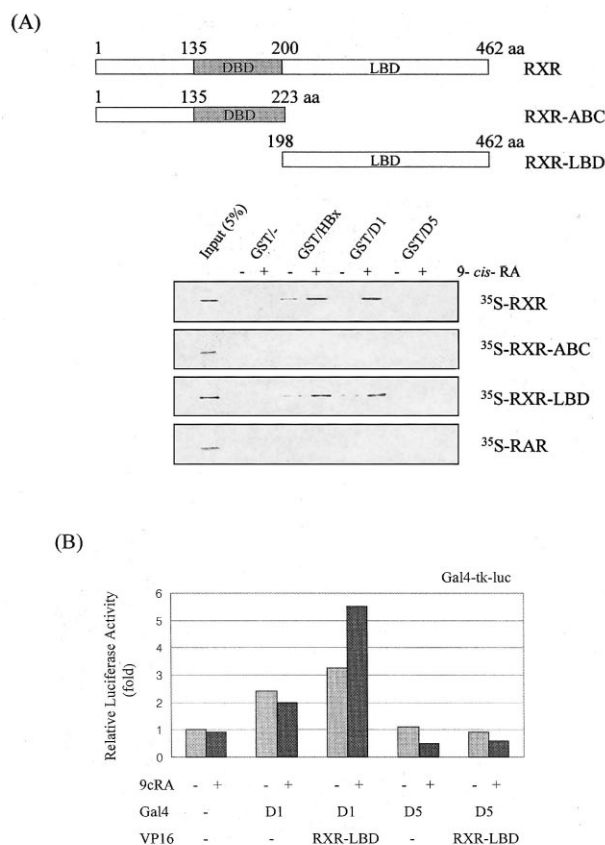 (A)
1 135 200 462 aa
DBD LBD RXR
1 135 223 aa
DBD RXR-ABC
198 462 aa
LBD RXR-LBD
Input (5%) GST/- GST/HBx GST/D1 GST/D5
- + - + - + - + 9- cis- RA
35S-RXR
35S-RXR-ABC
35S-RXR-LBD
35S-RAR
(B)
Gal4-tk-luc
Relative Luciferase Activity
(fold)
6
5
4
3
2
1
0
9cRA - + - + - + - + - +
Gal4 - D1 D1 D5 D5
VP16 - - RXR-LBD - RXR-LBD